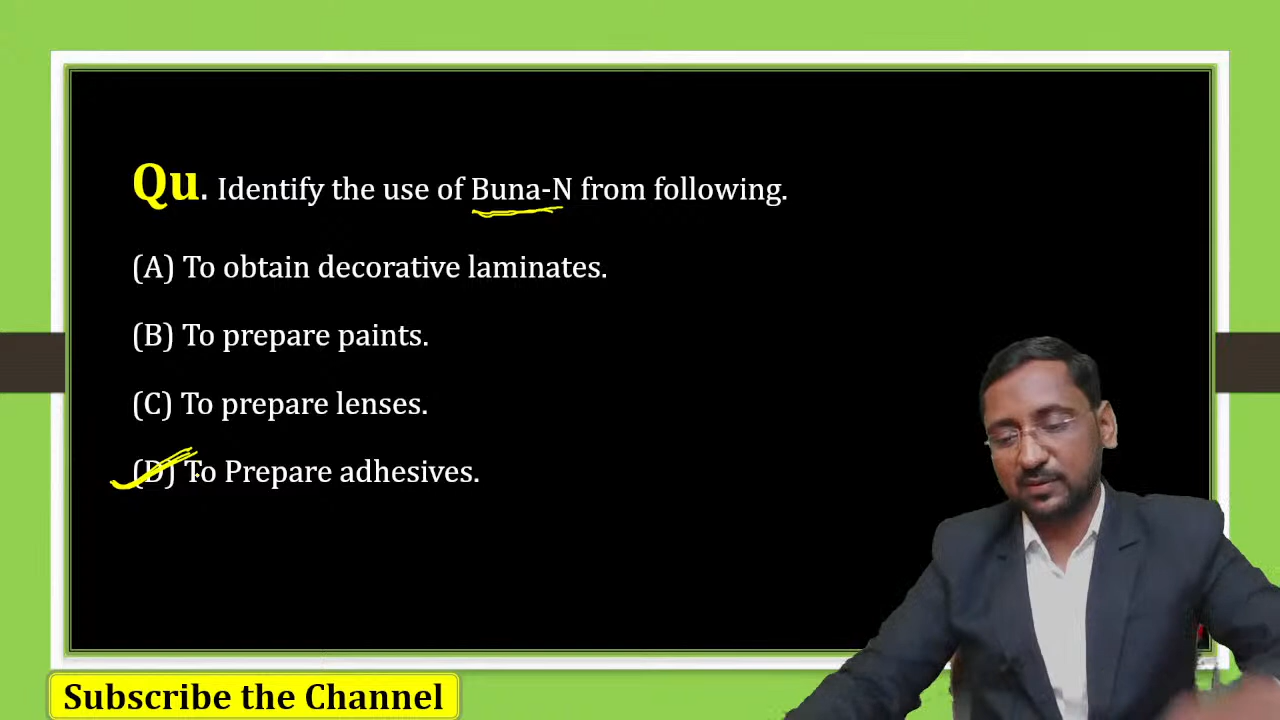 Qu. Identify the use of Buna-N from following.
(A) To obtain decorative laminates.
(B) To prepare paints.
(C) To prepare lenses.
(D) To Prepare adhesives.
Subscribe the Channel